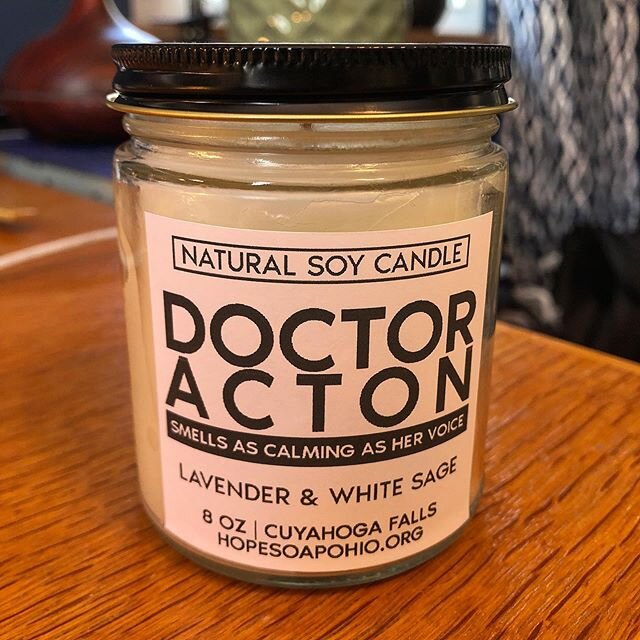 NATURAL SOY CANDLE
DOCTOR
ACTON
SMELLS AS CALMING AS HER VOICE
LAVENDER & WHITE SAGE
8 OZ | CUYAHOGA FALLS
HOPESOAPOHIO.ORG